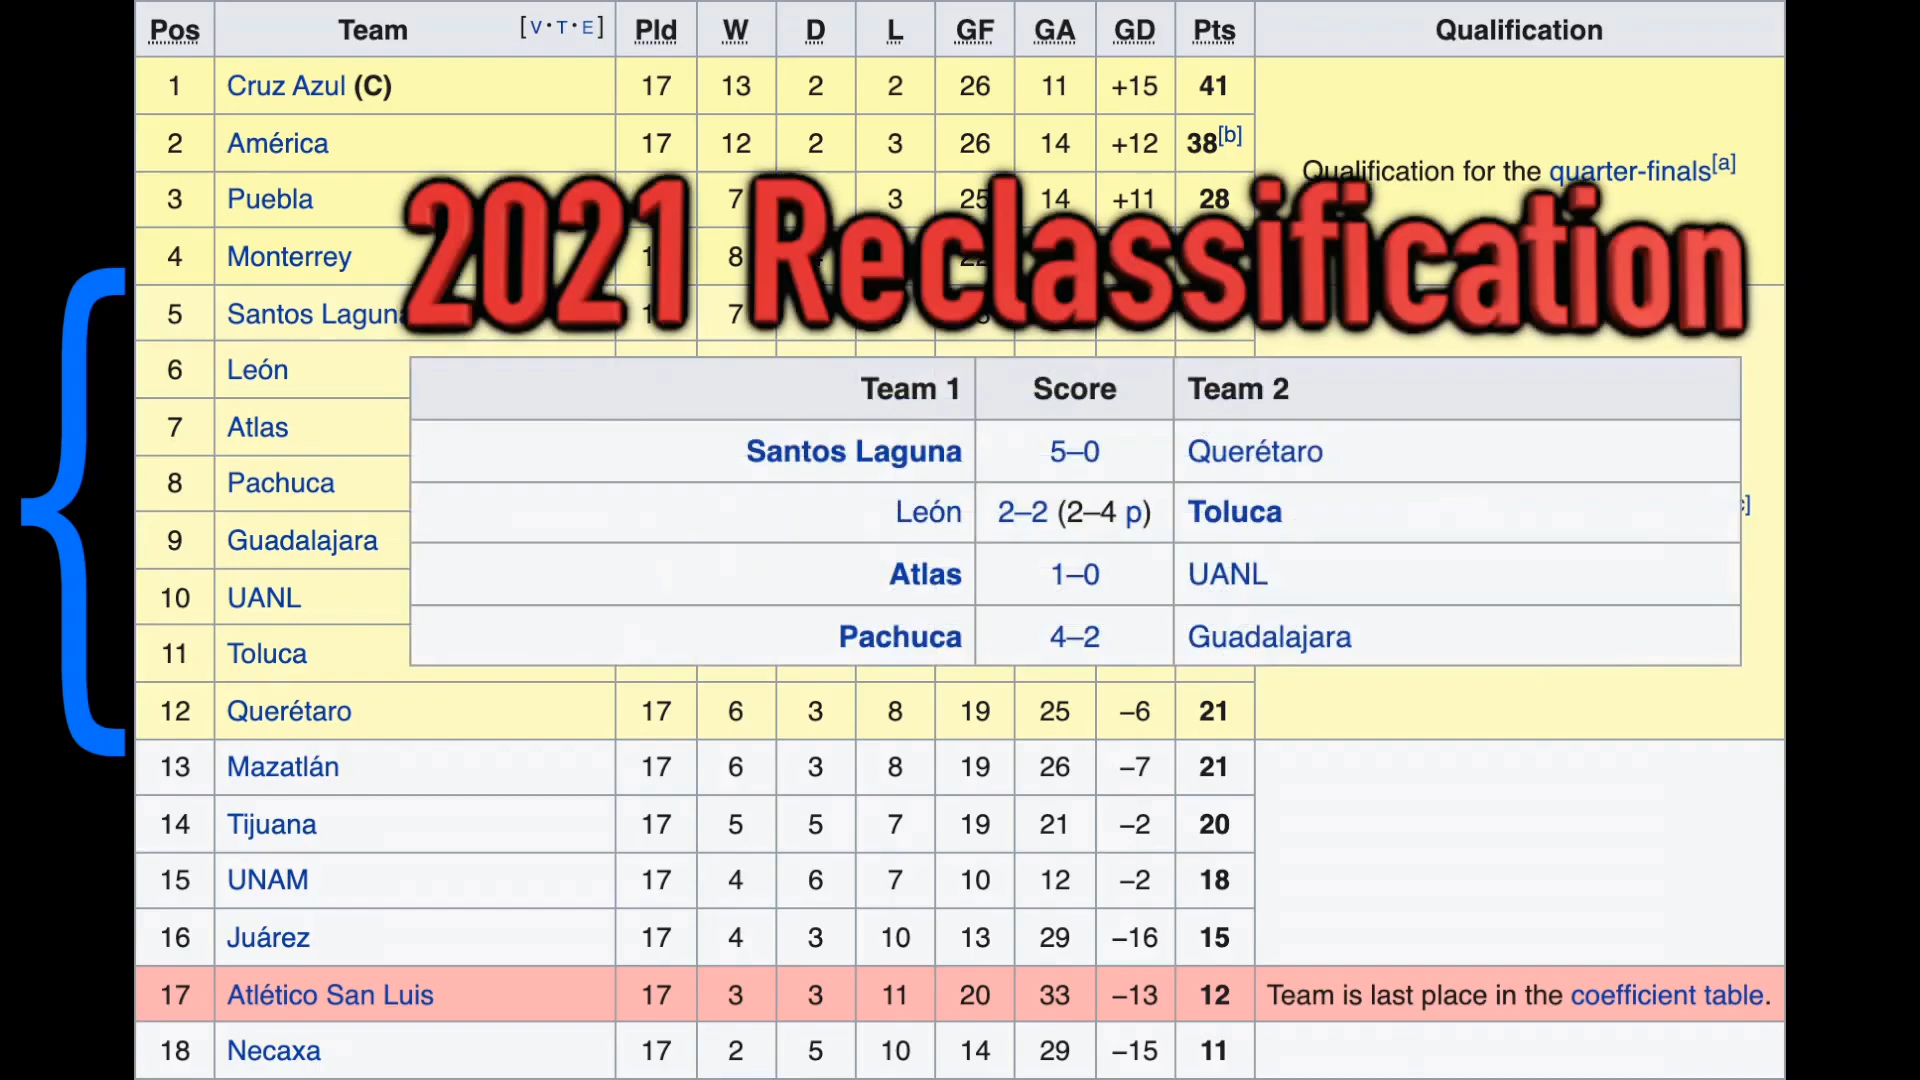 Pos Team [V·T·E] Pld W D L GF GA GD Pts Qualification
1 Cruz Azul (C) 17 13 2 2 26 11 +15 41
2 América 17 12 2 3 26 14 +12 38[b]
Qualification for the quarter-finals[a]
3 Puebla 7 3 25 14 +11 28
2021 Reclassification
4 Monterrey 8
5 Santos Laguna 7
6 León
Team 1 Score Team 2
7 Atlas
Santos Laguna 5–0 Querétaro
8 Pachuca
León 2–2 (2–4 p) Toluca
9 Guadalajara
Atlas 1–0 UANL
10 UANL
Pachuca 4–2 Guadalajara
11 Toluca
12 Querétaro 17 6 3 8 19 25 −6 21
13 Mazatlán 17 6 3 8 19 26 −7 21
14 Tijuana 17 5 5 7 19 21 −2 20
15 UNAM 17 4 6 7 10 12 −2 18
16 Juárez 17 4 3 10 13 29 −16 15
17 Atlético San Luis 17 3 3 11 20 33 −13 12 Team is last place in the coefficient table.
18 Necaxa 17 2 5 10 14 29 −15 11